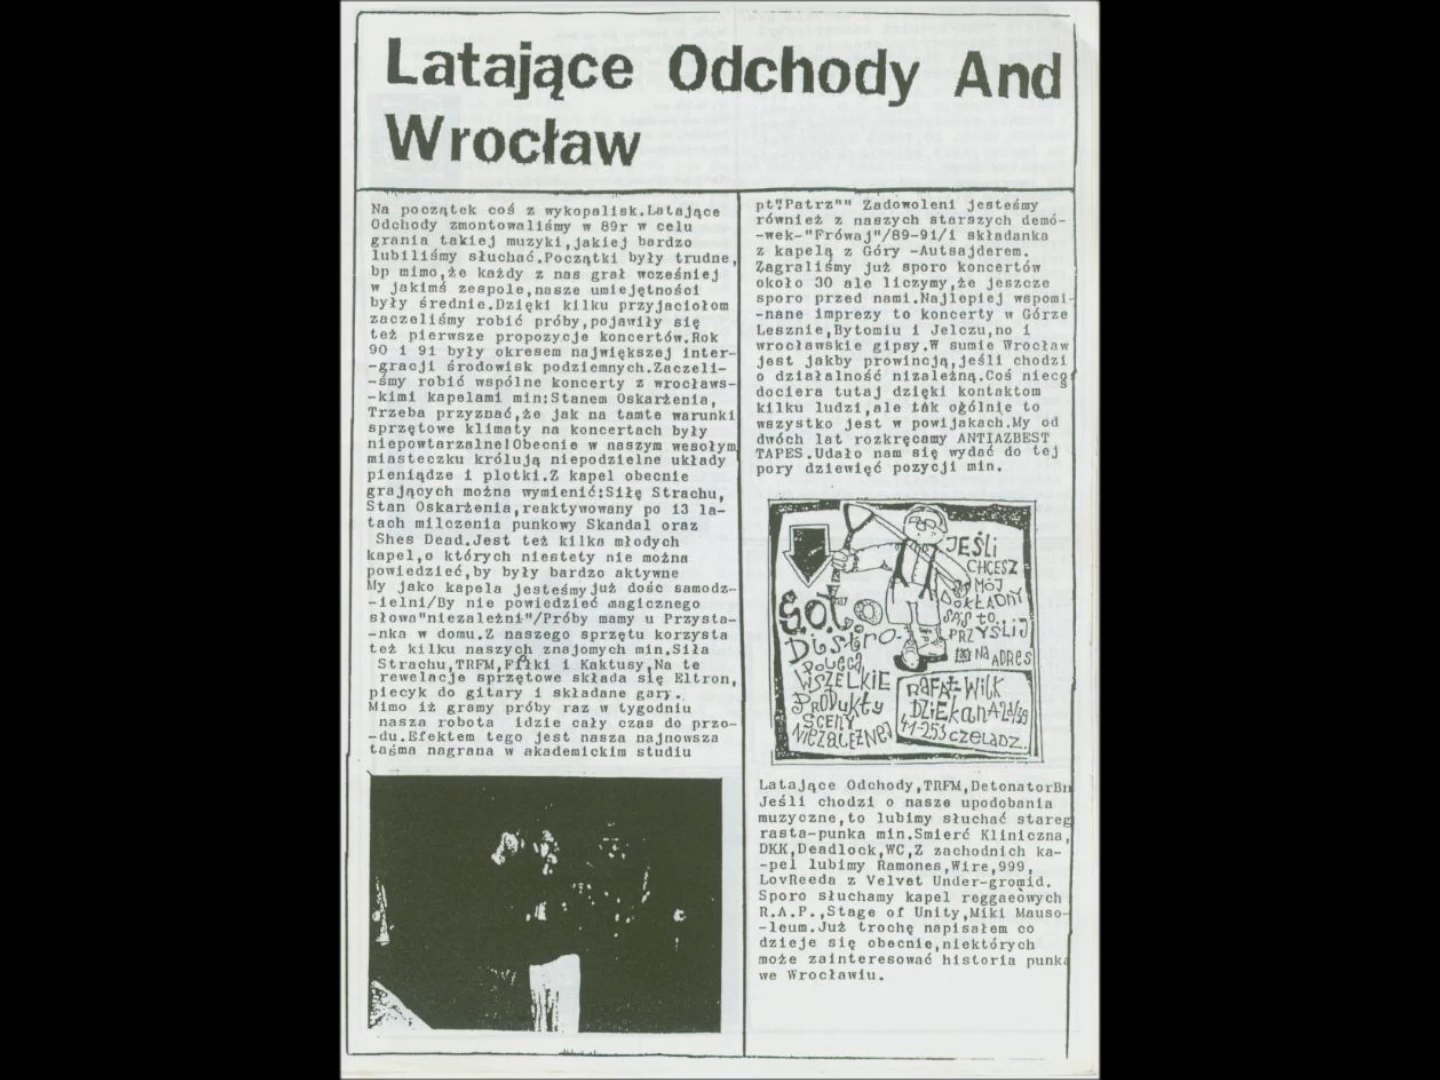 Latające Odchody And
Wrocław
Na początek coś z wykopalisk.Latające
Odchody zmontowaliśmy w 89r w celu
grania takiej muzyki,jakiej bardzo
lubiliśmy słuchać.Początki były trudne,
bp mimo,że każdy z nas grał wcześniej
w jakimś zespole,nasze umiejętności
były średnie.Dzięki kilku przyjaciołom
zaczeliśmy robić próby,pojawiły się
też pierwsze propozycje koncertów.Rok
90 i 91 były okresem największej inter-
-gracji środowisk podziemnych.Zaczeli-
-śmy robić wspólne koncerty z wrocławs-
-kimi kapelami min:Stanem Oskarżenia,
Trzeba przyznać,że jak na tamte warunki
sprzętowe klimaty na koncertach były
niepowtarzalne!Obecnie w naszym wesołym
miasteczku królują niepodzielne układy
pieniądze i plotki.Z kapel obecnie
grających można wymienić:Siłę Strachu,
Stan Oskarżenia,reaktywowany po 13 la-
tach milczenia punkowy Skandal oraz
Shes Dead.Jest też kilka młodych
kapel,o których niestety nie można
powiedzieć,by były bardzo aktywne
My jako kapela jesteśmy już dośc samodz-
-ielni/By nie powiedzieć magicznego
słowa"niezależni"/Próby mamy u Przysta-
-nka w domu.Z naszego sprzętu korzysta
też kilku naszych znajomych min.Siła
Strachu,TRFM,Fiłki i Kaktusy,Na te
rewelacje sprzętowe składa się Eltron,
piecyk do gitary i składane gary.
Mimo iż gramy próby raz w tygodniu
nasza robota idzie cały czas do przo-
-du.Efektem tego jest nasza najnowsza
taśma nagrana w akademickim studiu
pt"Patrz"" Zadowoleni jesteśmy
również z naszych starszych demó-
-wek-"Frówaj"/89-91/i składanka
z kapelą z Góry -Autsajderem.
Zagraliśmy już sporo koncertów
około 30 ale liczymy,że jeszcze
sporo przed nami.Najlepiej wspomi-
-nane imprezy to koncerty w Górze
Lesznie,Bytomiu i Jelczu,no i
wrocławskie gipsy.W sumie Wrocław
jest jakby prowincją,jeśli chodzi
o działalność nizależną.Coś niecoś
dociera tutaj dzięki kontaktom
kilku ludzi,ale tak ogólnie to
wszystko jest w powijakach.My od
dwóch lat rozkręcamy ANTIAZBEST
TAPES.Udało nam się wydać do tej
pory dziewięć pozycji min.
JEŚLi
CHCESZ
MÓJ
DOKŁADNY
SPIS to
PRZYŚLIJ
NA ADRES
Distro
POLECA
WSZELKIE
PRODukty
SCENY
NIEZALEŻNEJ
RAFAŁ WilK
DZiEKanA
41-253 CZELADŹ.
Latające Odchody,TRFM,DetonatorBn
Jeśli chodzi o nasze upodobania
muzyczne,to lubimy słuchać stareg
rasta-punka min.Smierć Kliniczna,
DKK,Deadlock,WC,Z zachodnich ka-
-pel lubimy Ramones,Wire,999,
LovReeda z Velvet Under-gromid.
Sporo słuchamy kapel reggaeowych
R.A.P.,Stage of Unity,Miki Mauso-
-leum.Już trochę napisałem co
dzieje się obecnie,niektórych
może zainteresować historia punka
we Wrocławiu.